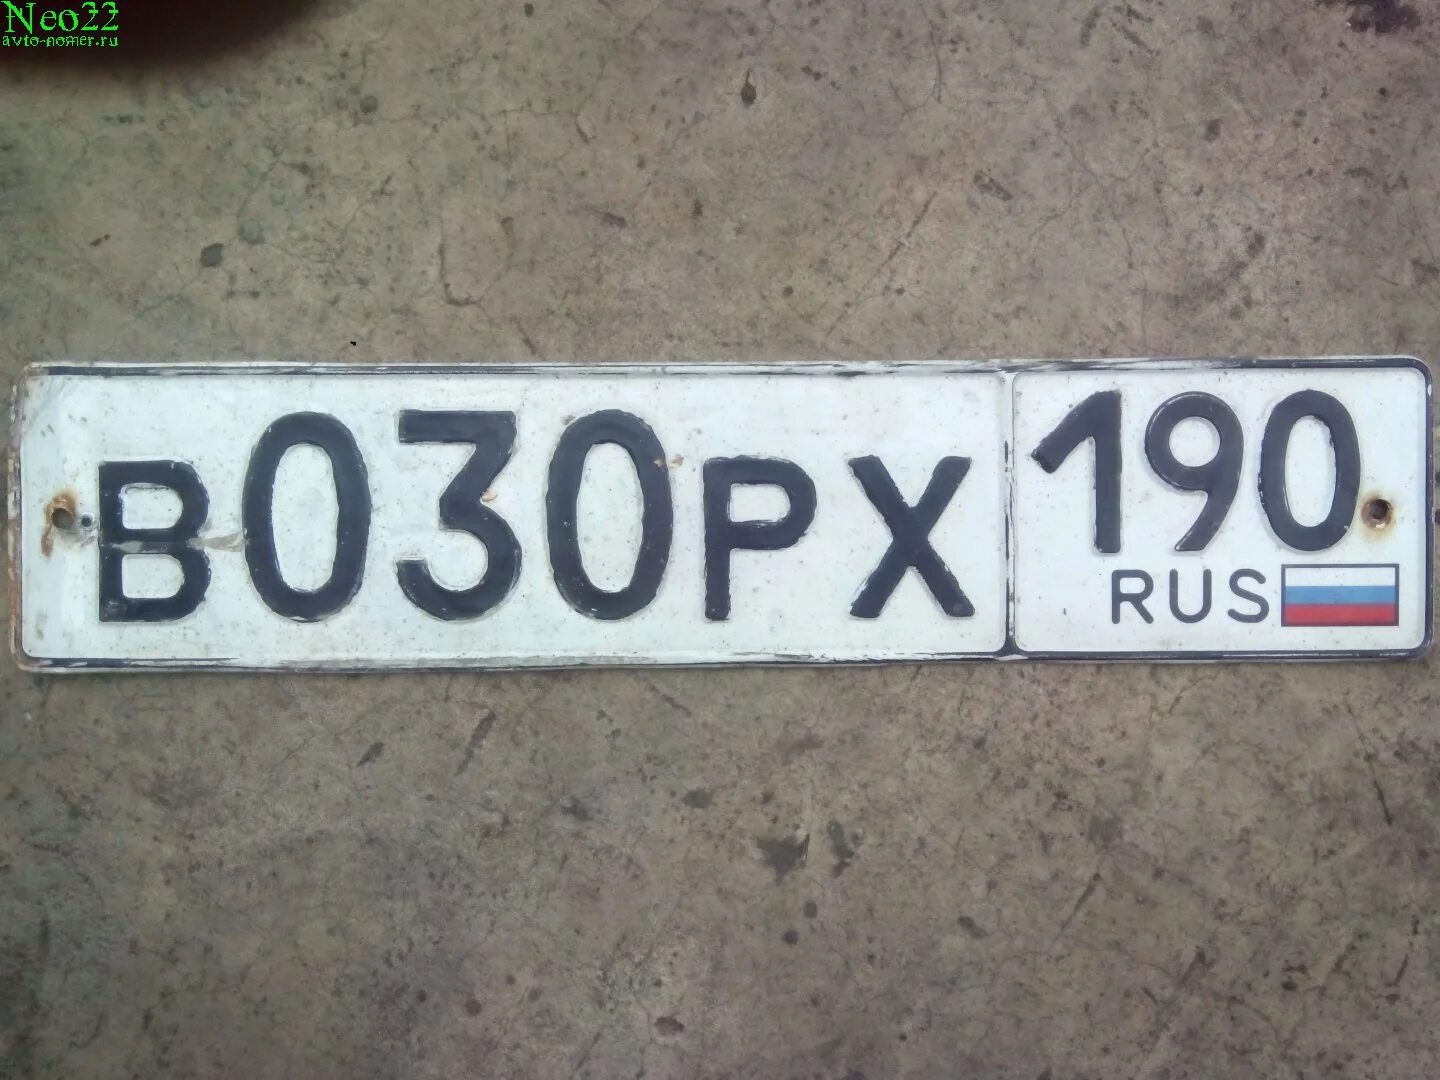 Neo22
avto-nomer.ru
В030РХ 190
RUS